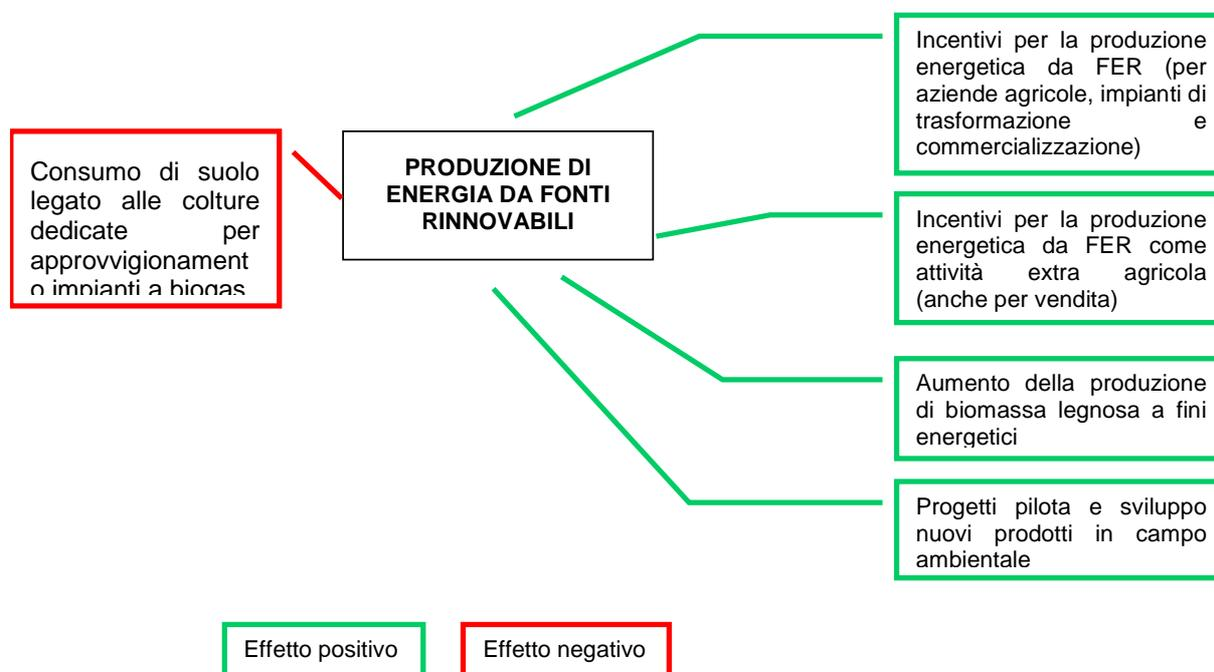 Incentivi per la produzione
energetica da FER (per
aziende agricole, impianti di
trasformazione e
commercializzazione)
Consumo di suolo
legato alle colture
dedicate per
approvvigionament
o impianti a biogas
PRODUZIONE DI
ENERGIA DA FONTI
RINNOVABILI
Incentivi per la produzione
energetica da FER come
attività extra agricola
(anche per vendita)
Aumento della produzione
di biomassa legnosa a fini
energetici
Progetti pilota e sviluppo
nuovi prodotti in campo
ambientale
Effetto positivo
Effetto negativo